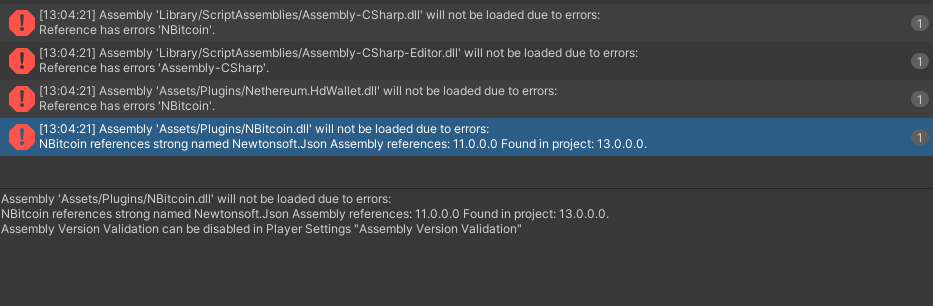 [13:04:21] Assembly 'Library/ScriptAssemblies/Assembly-CSharp.dll' will not be loaded due to errors:
Reference has errors 'NBitcoin'.
1
[13:04:21] Assembly 'Library/ScriptAssemblies/Assembly-CSharp-Editor.dll' will not be loaded due to errors:
Reference has errors 'Assembly-CSharp'.
1
[13:04:21] Assembly 'Assets/Plugins/Nethereum.HdWallet.dll' will not be loaded due to errors:
Reference has errors 'NBitcoin'.
1
[13:04:21] Assembly 'Assets/Plugins/NBitcoin.dll' will not be loaded due to errors:
NBitcoin references strong named Newtonsoft.Json Assembly references: 11.0.0.0 Found in project: 13.0.0.0.
1
Assembly 'Assets/Plugins/NBitcoin.dll' will not be loaded due to errors:
NBitcoin references strong named Newtonsoft.Json Assembly references: 11.0.0.0 Found in project: 13.0.0.0.
Assembly Version Validation can be disabled in Player Settings "Assembly Version Validation"